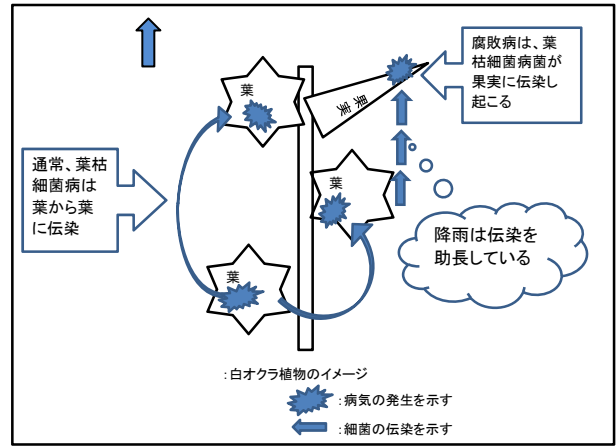 腐敗病は、葉
枯細菌病菌が
果実に伝染し
起こる
葉
果実
通常、葉枯
細菌病は
葉から葉
に伝染
葉
降雨は伝染を
助長している
葉
:白オクラ植物のイメージ
:病気の発生を示す
:細菌の伝染を示す